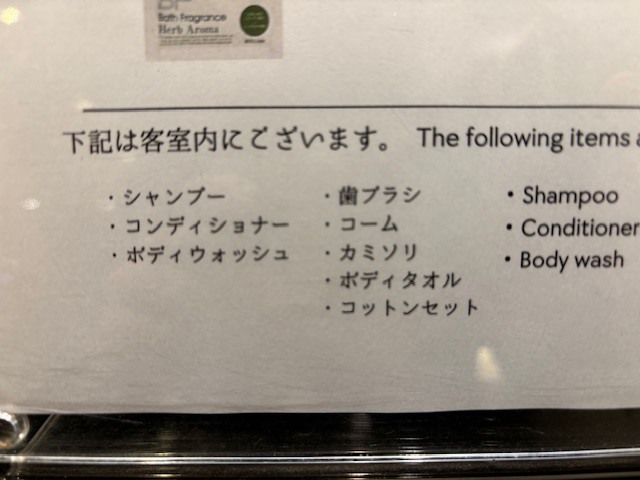 Bath Fragrance
Herb Aroma
下記は客室内にございます。 The following items a
・シャンプー
・コンディショナー
・ボディウォッシュ
・歯ブラシ
・コーム
・カミソリ
・ボディタオル
・コットンセット
• Shampoo
• Conditioner
• Body wash